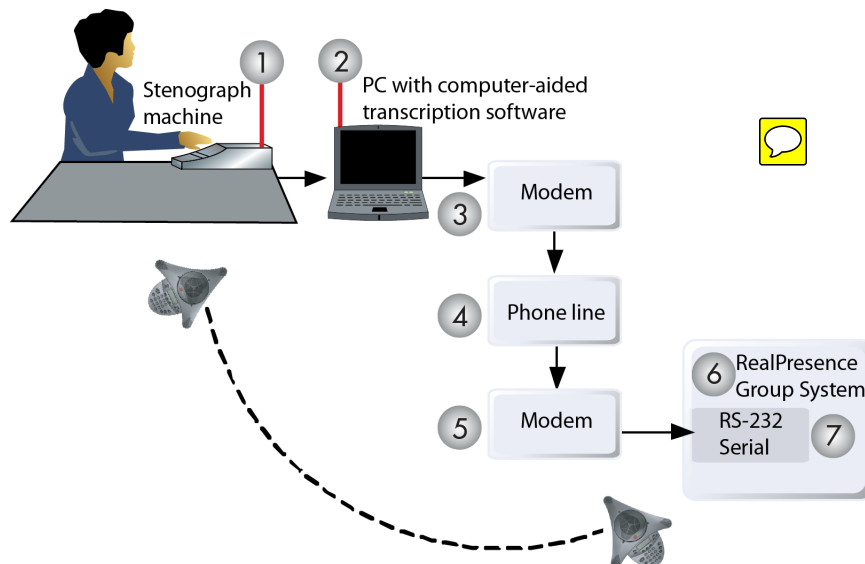 1
2
Stenograph
machine
PC with computer-aided
transcription software
Modem
3
4
Phone line
5
Modem
6
RealPresence
Group System
RS-232
Serial
7